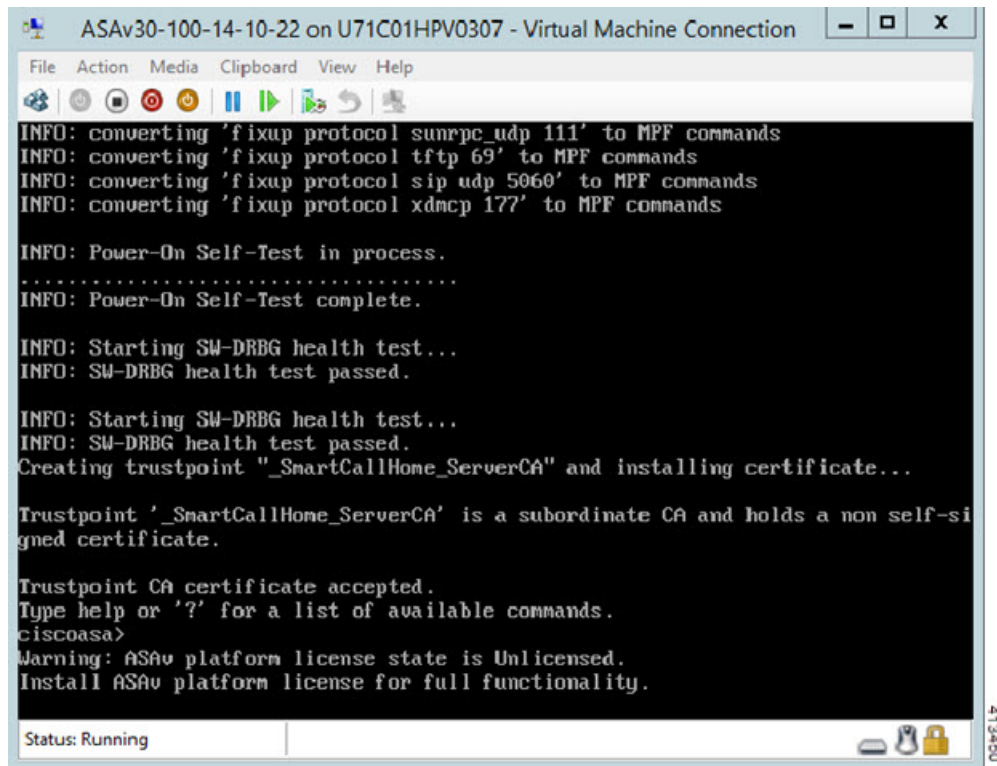 ASAv30-100-14-10-22 on U71C01HPV0307 - Virtual Machine Connection
File Action Media Clipboard View Help
INFO: converting 'fixup protocol sunrpc_udp 111' to MPF commands
INFO: converting 'fixup protocol tftp 69' to MPF commands
INFO: converting 'fixup protocol sip udp 5060' to MPF commands
INFO: converting 'fixup protocol xdmcp 177' to MPF commands
INFO: Power-On Self-Test in process.
.......................................
INFO: Power-On Self-Test complete.
INFO: Starting SW-DRBG health test...
INFO: SW-DRBG health test passed.
INFO: Starting SW-DRBG health test...
INFO: SW-DRBG health test passed.
Creating trustpoint "_SmartCallHome_ServerCA" and installing certificate...
Trustpoint '_SmartCallHome_ServerCA' is a subordinate CA and holds a non self-si
gned certificate.
Trustpoint CA certificate accepted.
Type help or '?' for a list of available commands.
ciscoasa>
Warning: ASAv platform license state is Unlicensed.
Install ASAv platform license for full functionality.
Status: Running
413450